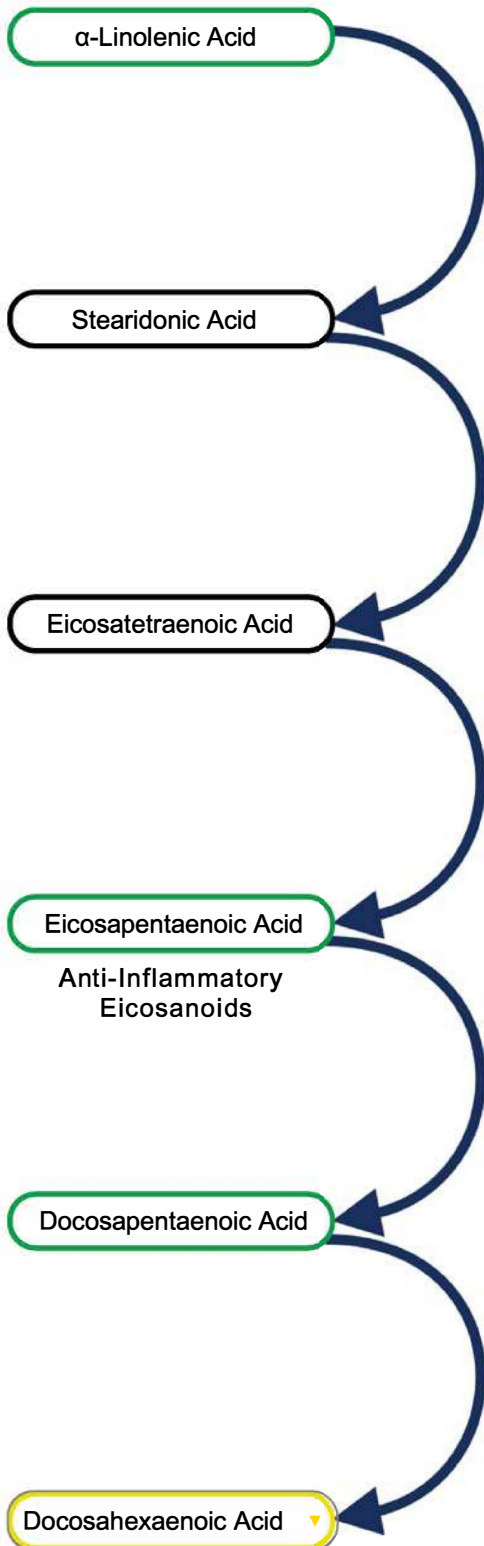 α-Linolenic Acid
Stearidonic Acid
Eicosatetraenoic Acid
Eicosapentaenoic Acid
Anti-Inflammatory
Eicosanoids
Docosapentaenoic Acid
Docosahexaenoic Acid